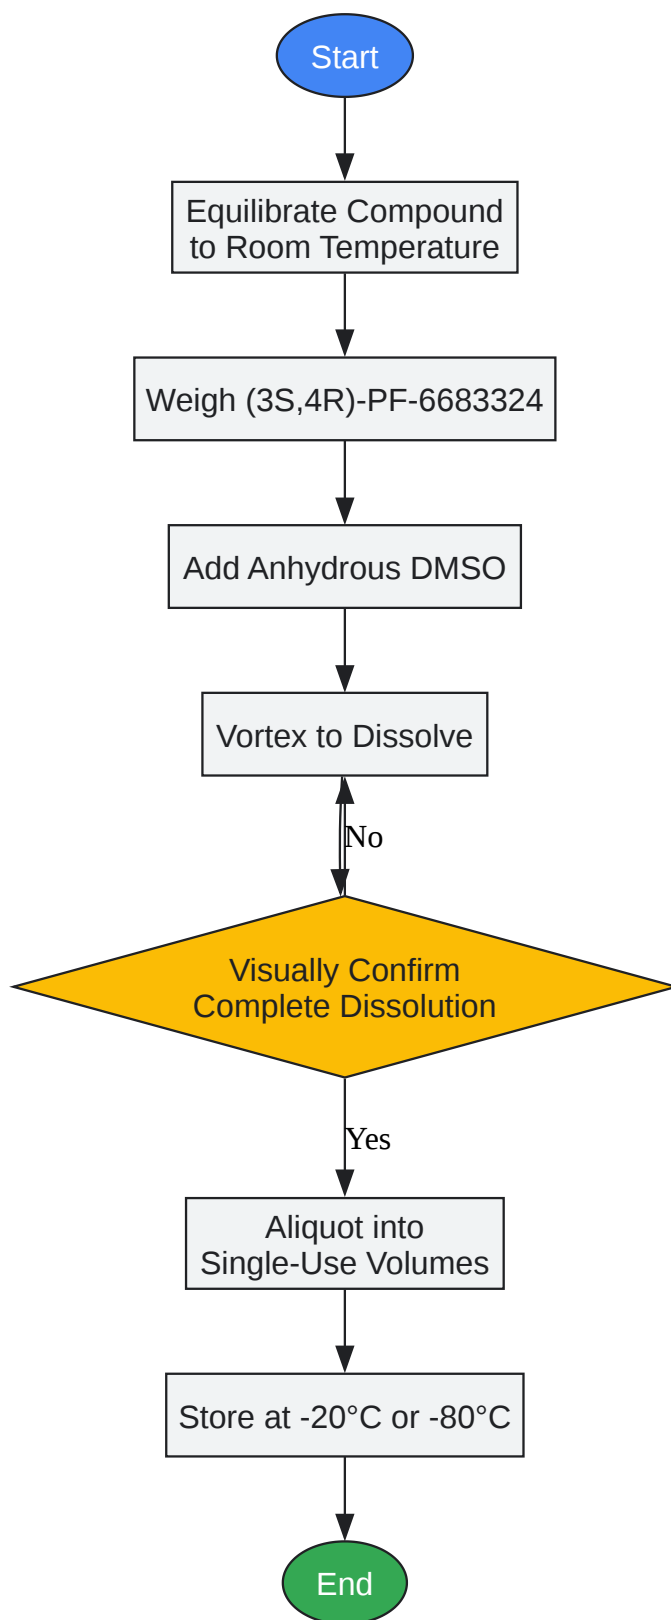 Start
Equilibrate Compound
to Room Temperature
Weigh (3S,4R)-PF-6683324
Add Anhydrous DMSO
Vortex to Dissolve
No
Visually Confirm
Complete Dissolution
Yes
Aliquot into
Single-Use Volumes
Store at -20°C or -80°C
End